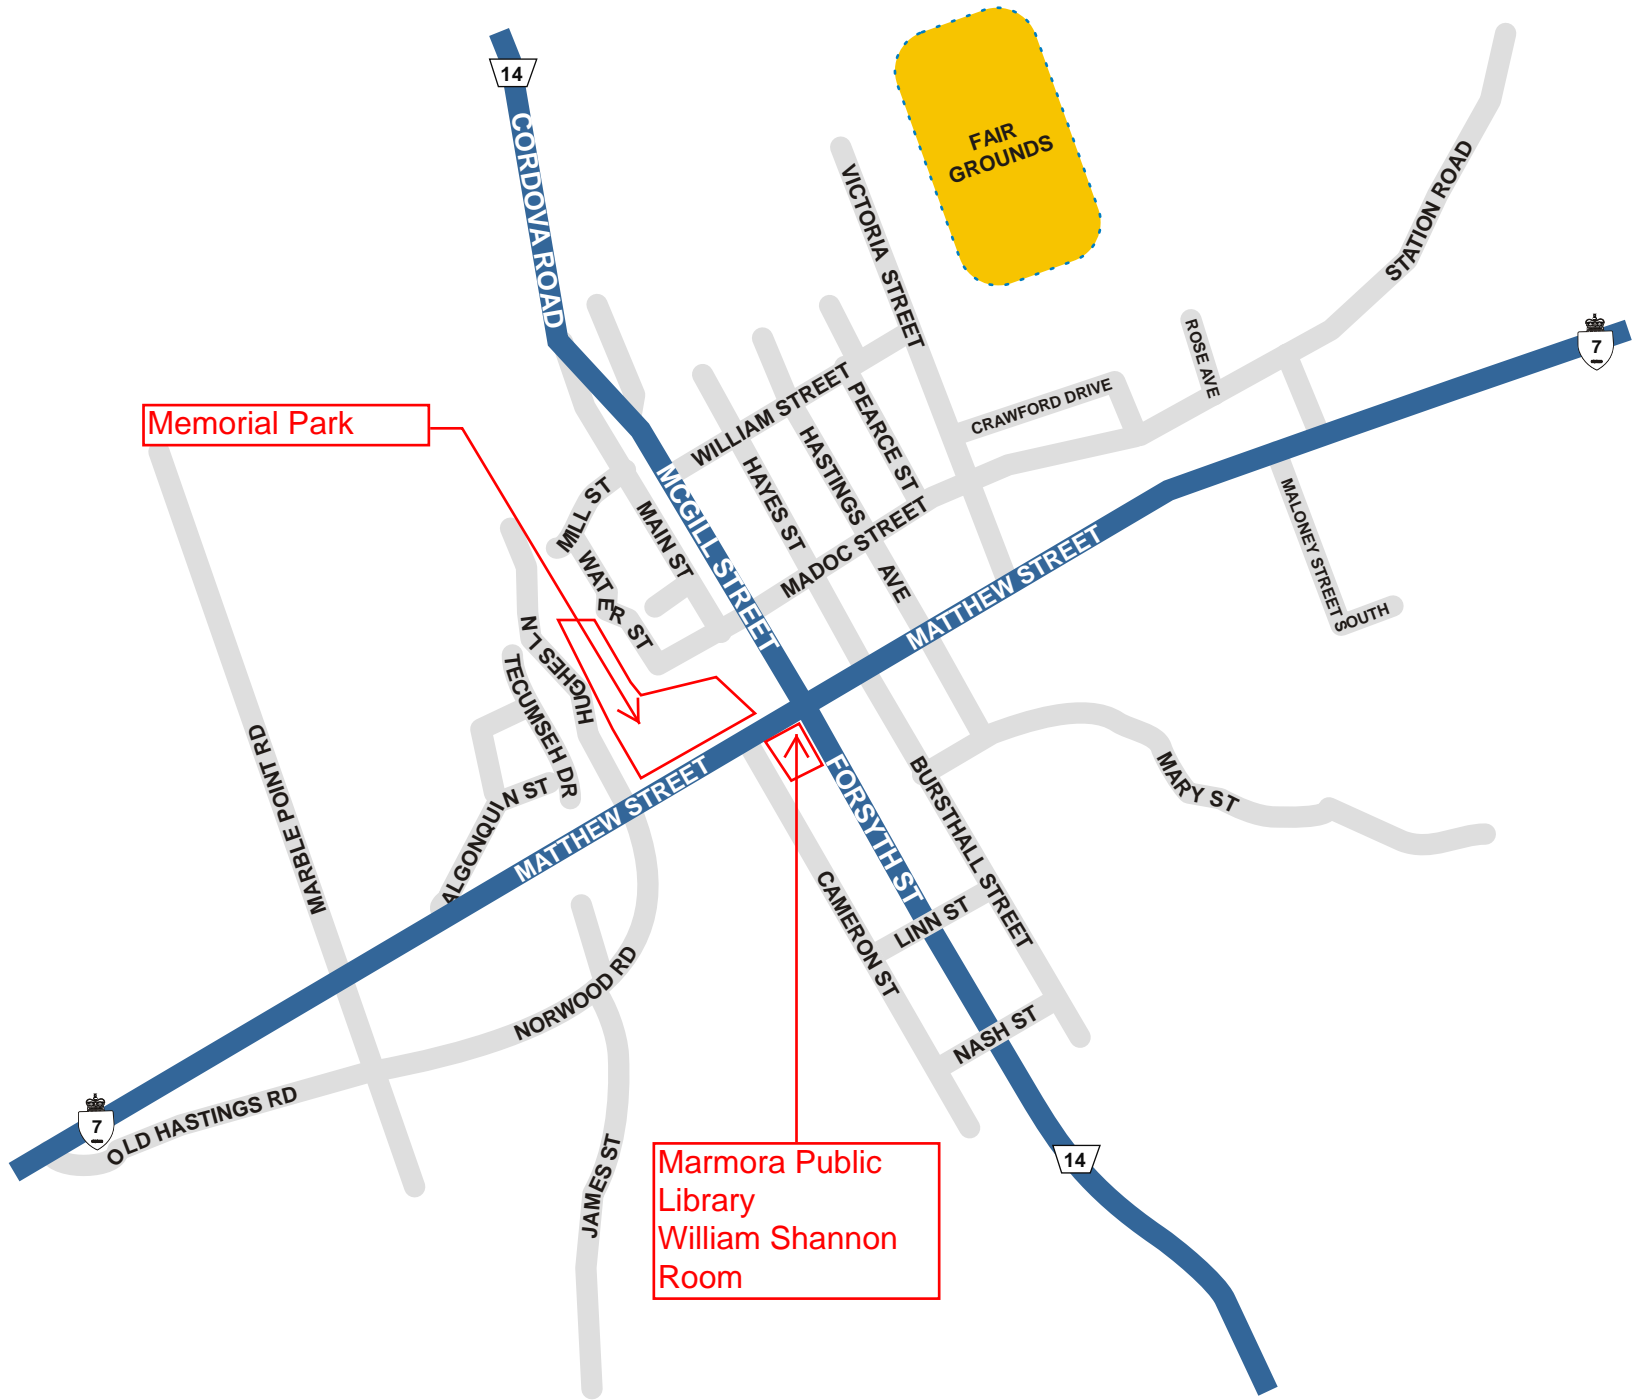 14
CORDOVA ROAD
FAIR
GROUNDS
VICTORIA STREET
STATION ROAD
7
ROSE AVE
CRAWFORD DRIVE
WILLIAM STREET
PEARCE ST
HASTINGS AVE
HAYES ST
Memorial Park
MCGILL STREET
MAIN ST
MILL ST
WATER ST
MADOC STREET
MATTHEW STREET
MALONEY STREET SOUTH
HUGHES LN
TECUMSEH DR
MARBLE POINT RD
ALGONQUIN ST
MATTHEW STREET
FORSYTH ST
BURSTHALL STREET
MARY ST
CAMERON ST
LINN ST
NASH ST
NORWOOD RD
OLD HASTINGS RD
7
JAMES ST
14
Marmora Public
Library
William Shannon
Room